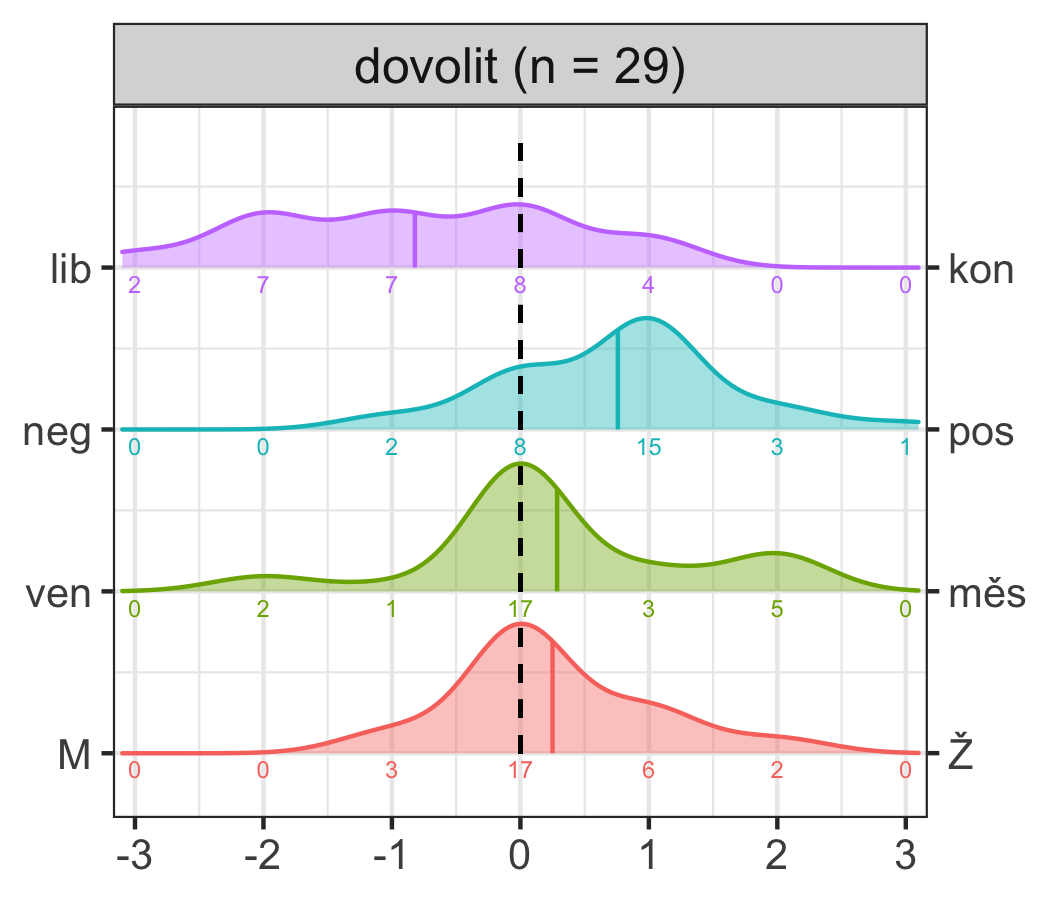 dovolit (n = 29)
lib kon
2 7 7 8 4 0 0
neg pos
0 0 2 8 15 3 1
ven měs
0 2 1 17 3 5 0
M Ž
0 0 3 17 6 2 0
-3 -2 -1 0 1 2 3